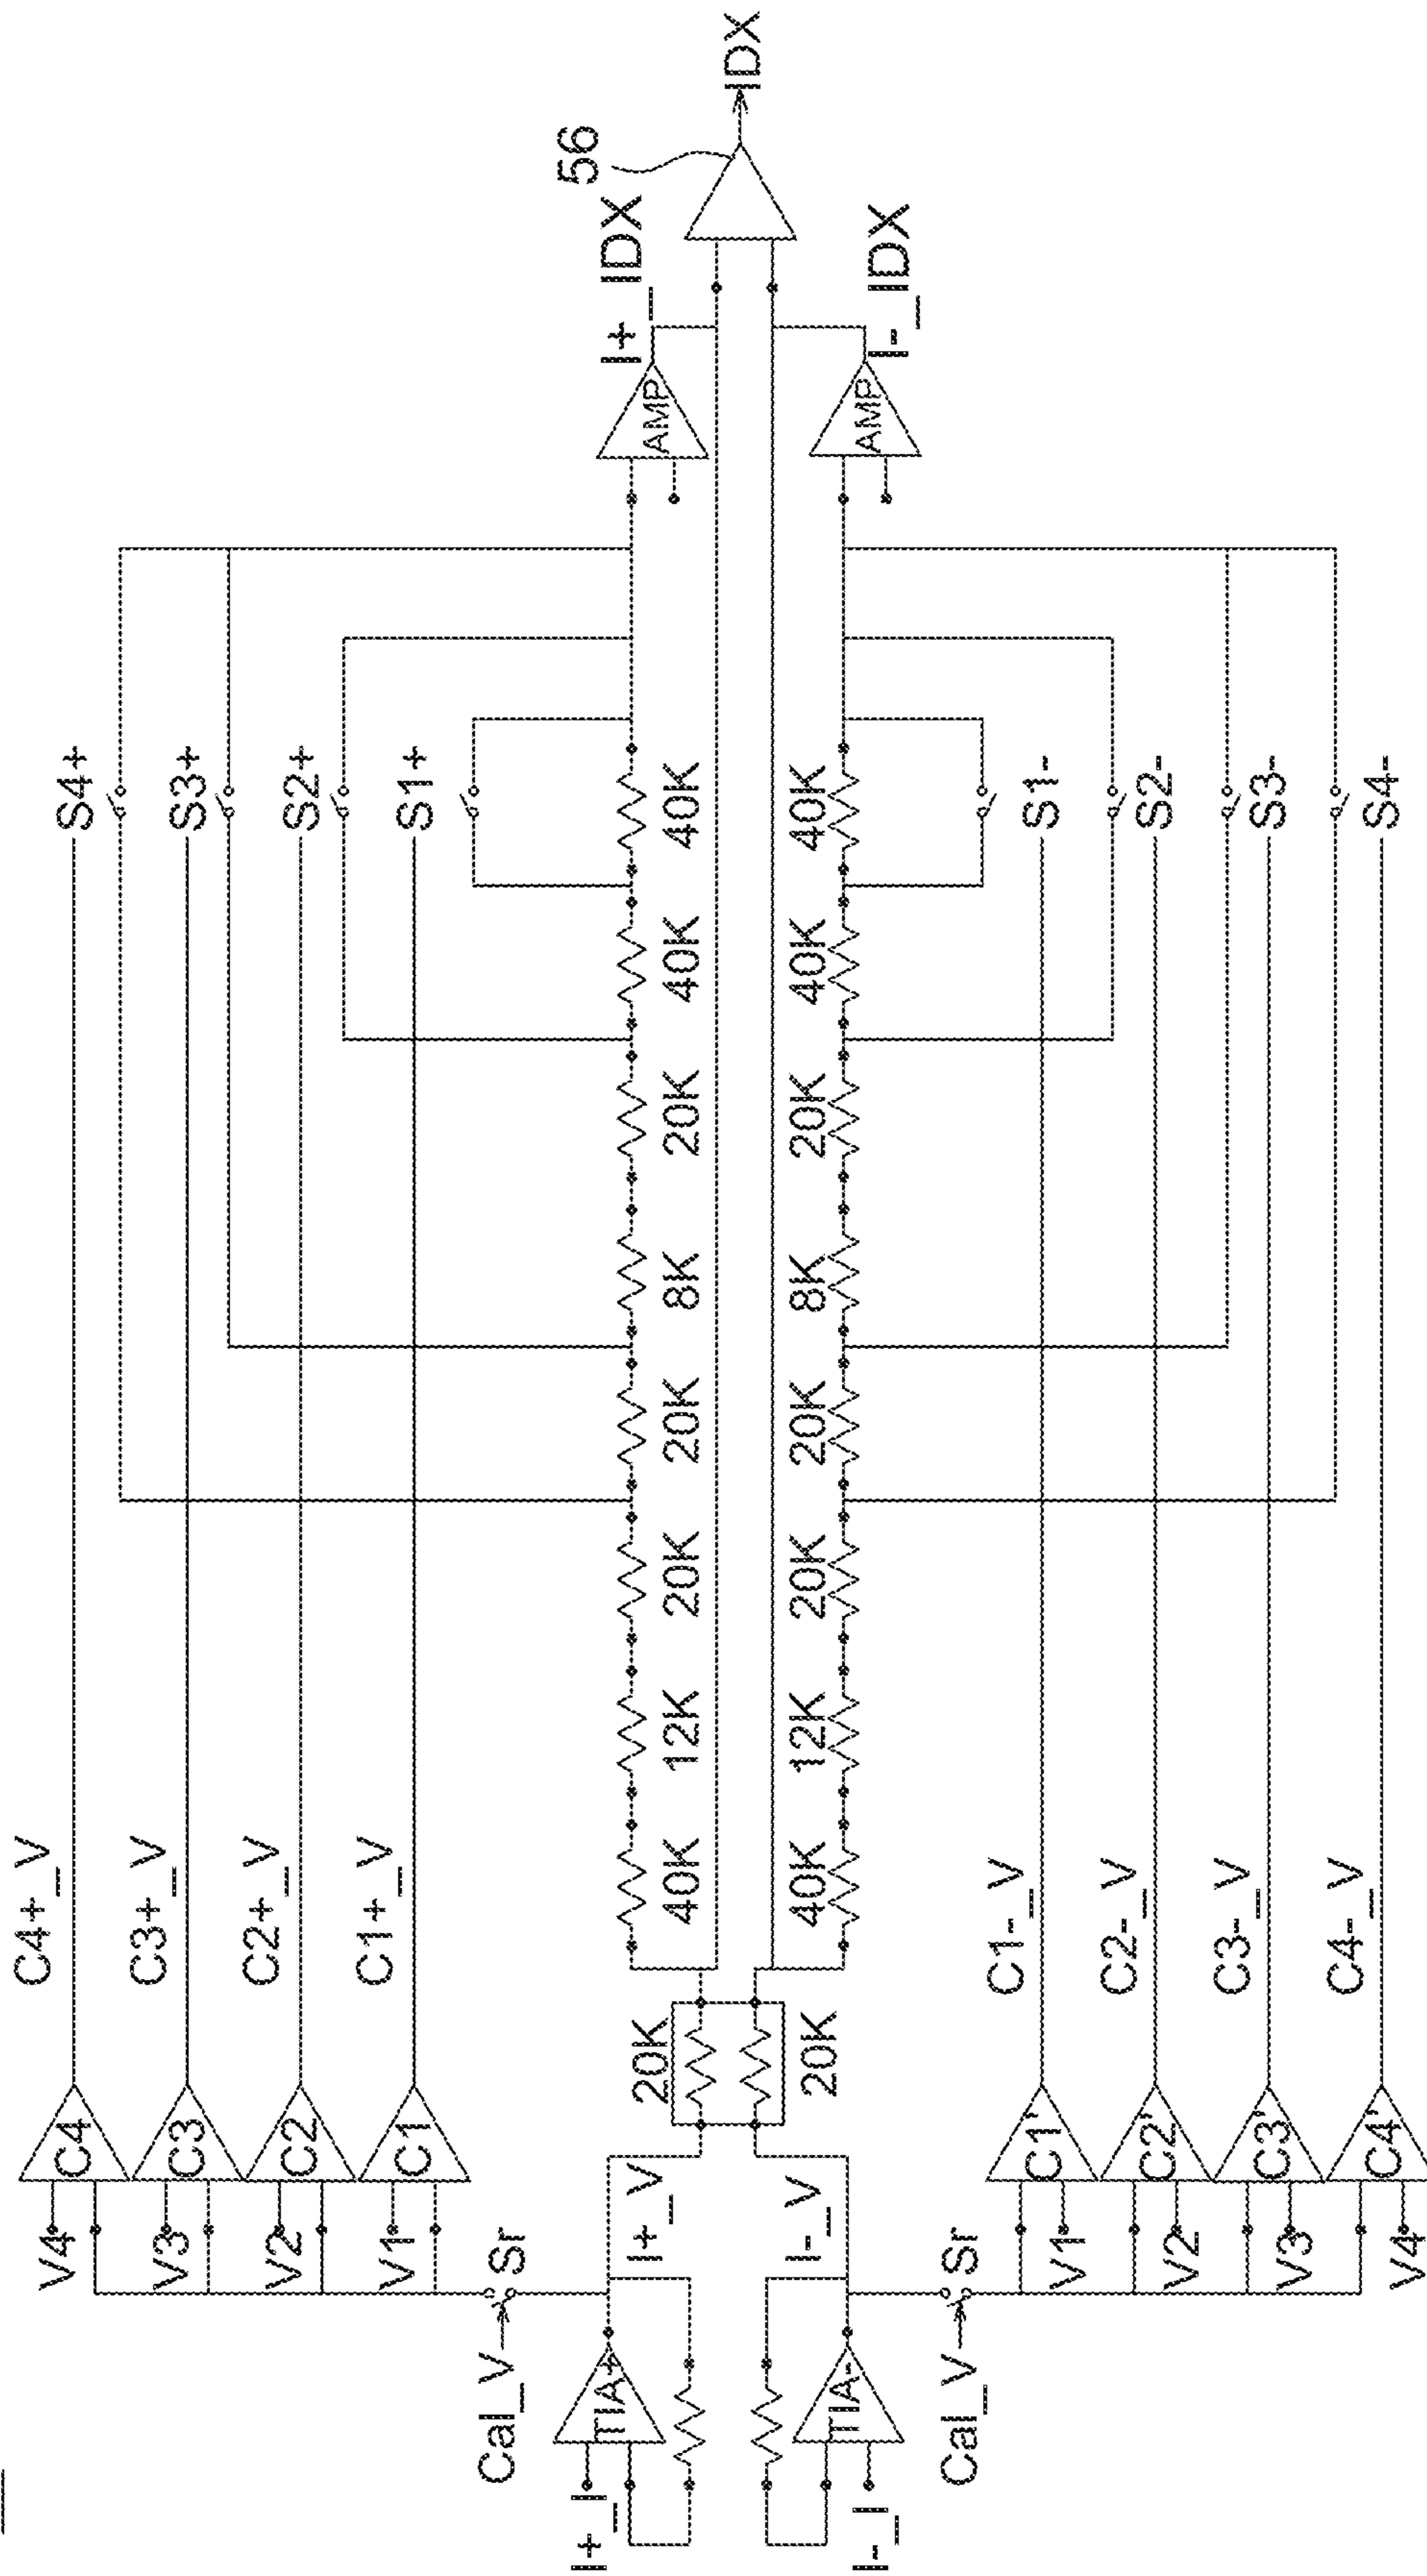 C4+_V
S4+
C3+_V
S3+
C2+_V
S2+
C1+_V
S1+
V4
C4
V3
C3
V2
C2
V1
C1
Cal_V
Sr
I+_I
TIA+
I+_V
20K
40K
12K
20K
20K
8K
20K
40K
40K
AMP
I+_IDX
56
IDX
I-_I
TIA-
I-_V
20K
40K
12K
20K
20K
8K
20K
40K
40K
AMP
I-_IDX
Cal_V
Sr
V1
C1'
C1-_V
S1-
V2
C2'
C2-_V
S2-
V3
C3'
C3-_V
S3-
V4
C4'
C4-_V
S4-